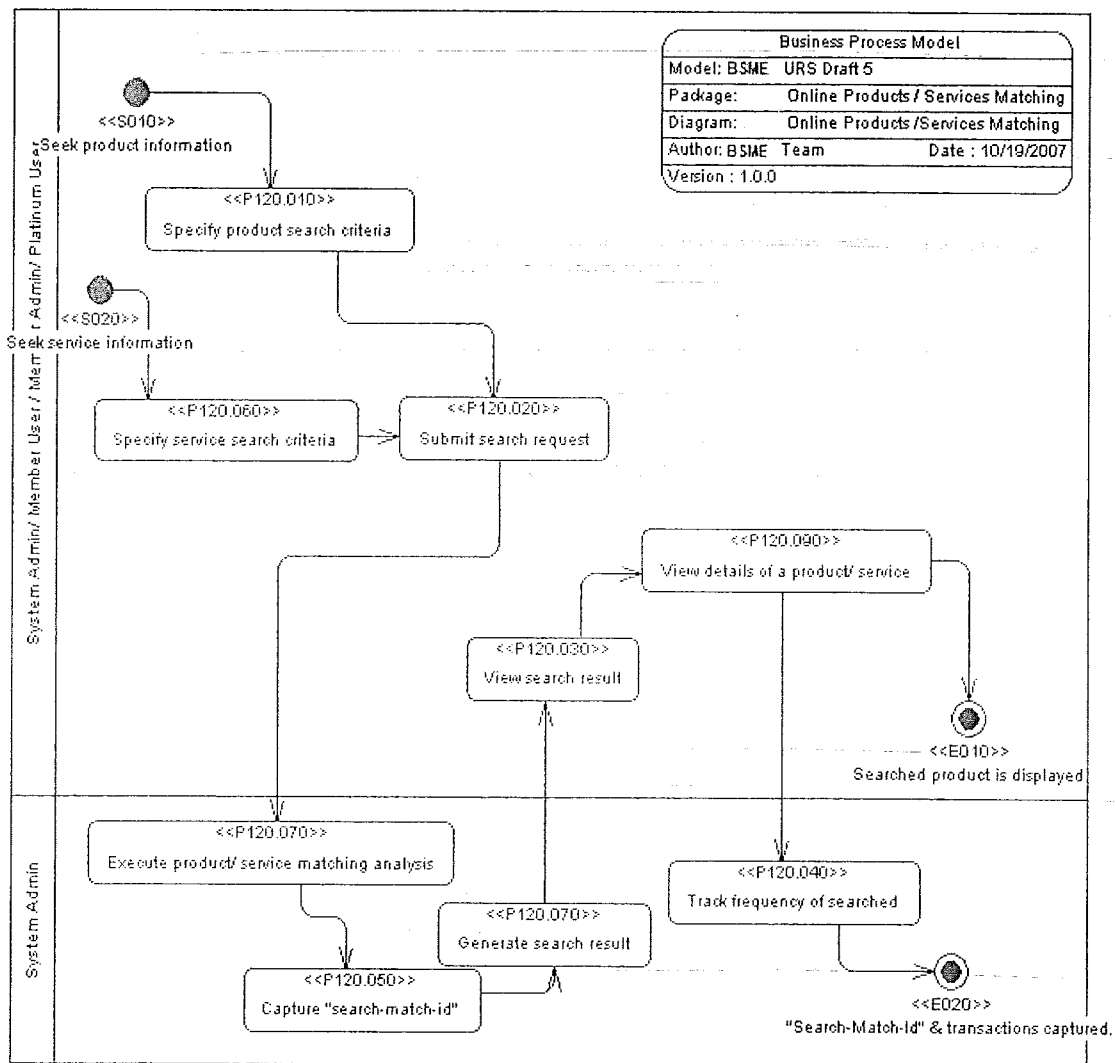 Business Process Model
Model: BSME URS Draft 5
Package: Online Products / Services Matching
Diagram: Online Products /Services Matching
Author: BSME Team Date : 10/19/2007
Version : 1.0.0
System Admin/ Member User / Member Admin/ Platinum User
<<S010>>
Seek product information
<<P120.010>>
Specify product search criteria
<<S020>>
Seek service information
<<P120.060>>
Specify service search criteria
<<P120.020>>
Submit search request
<<P120.090>>
View details of a product/ service
<<P120.030>>
View search result
<<E010>>
Searched product is displayed
System Admin
<<P120.070>>
Execute product/ service matching analysis
<<P120.040>>
Track frequency of searched
<<P120.070>>
Generate search result
<<P120.050>>
Capture "search-match-id"
<<E020>>
"Search-Match-Id" & transactions captured.